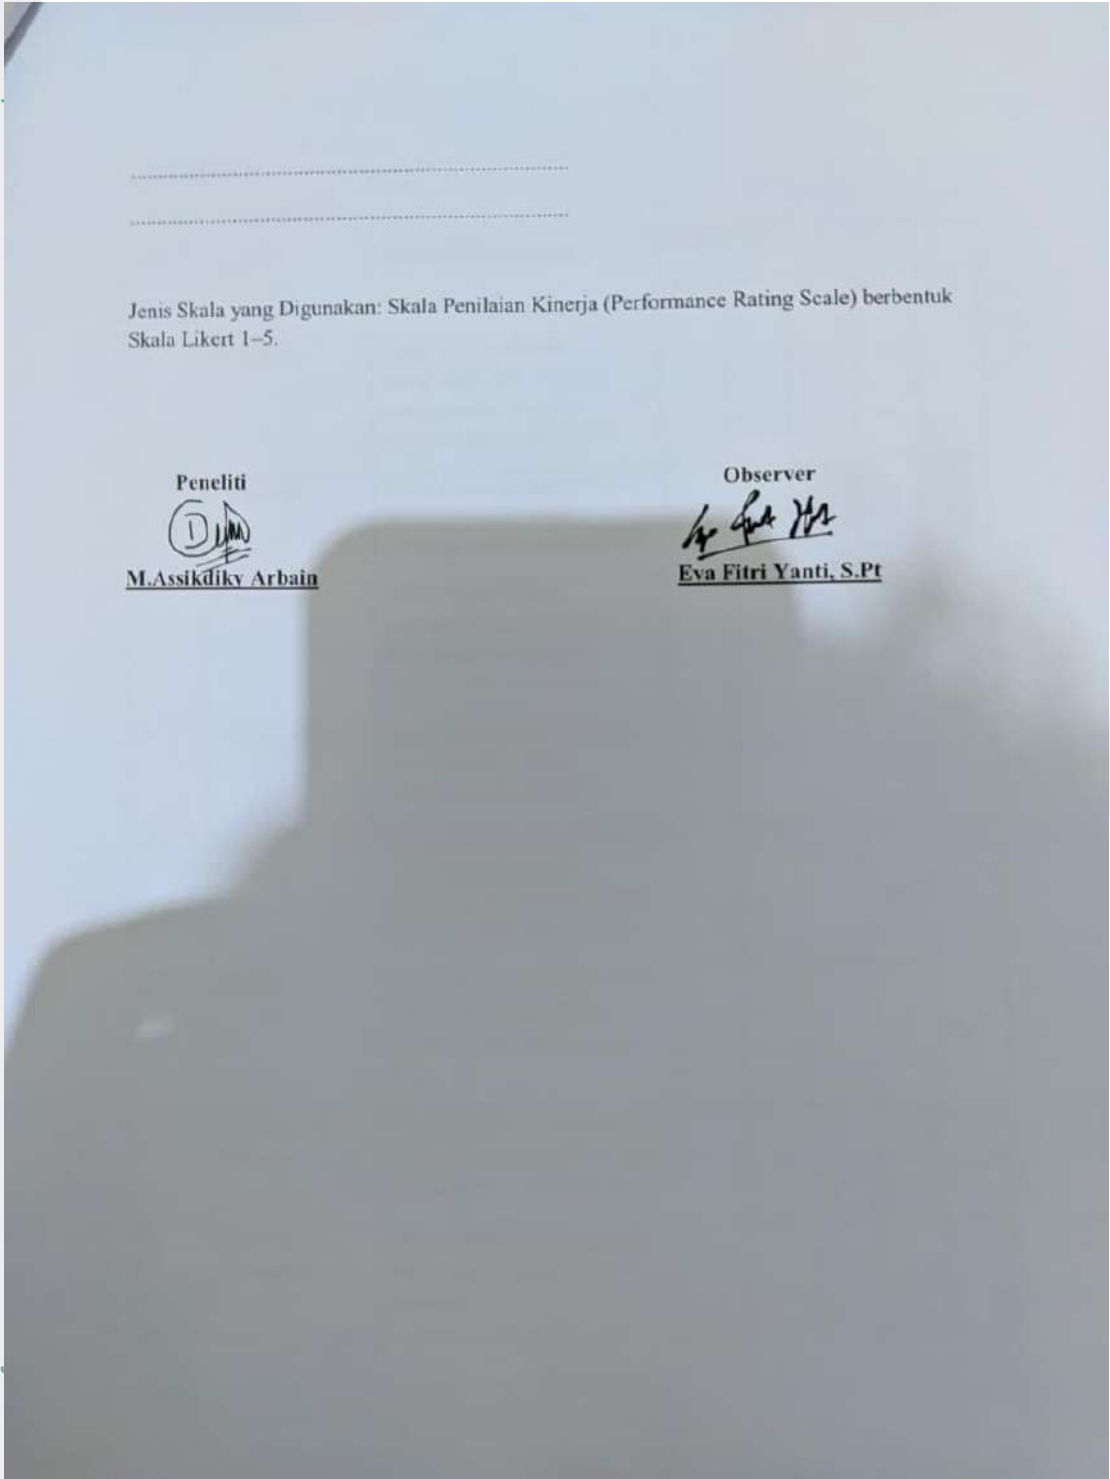 ........................................................................................
........................................................................................
Jenis Skala yang Digunakan: Skala Penilaian Kinerja (Performance Rating Scale) berbentuk
Skala Likert 1–5.
Peneliti
Observer
M.Assikdiky Arbain
Eva Fitri Yanti, S.Pt